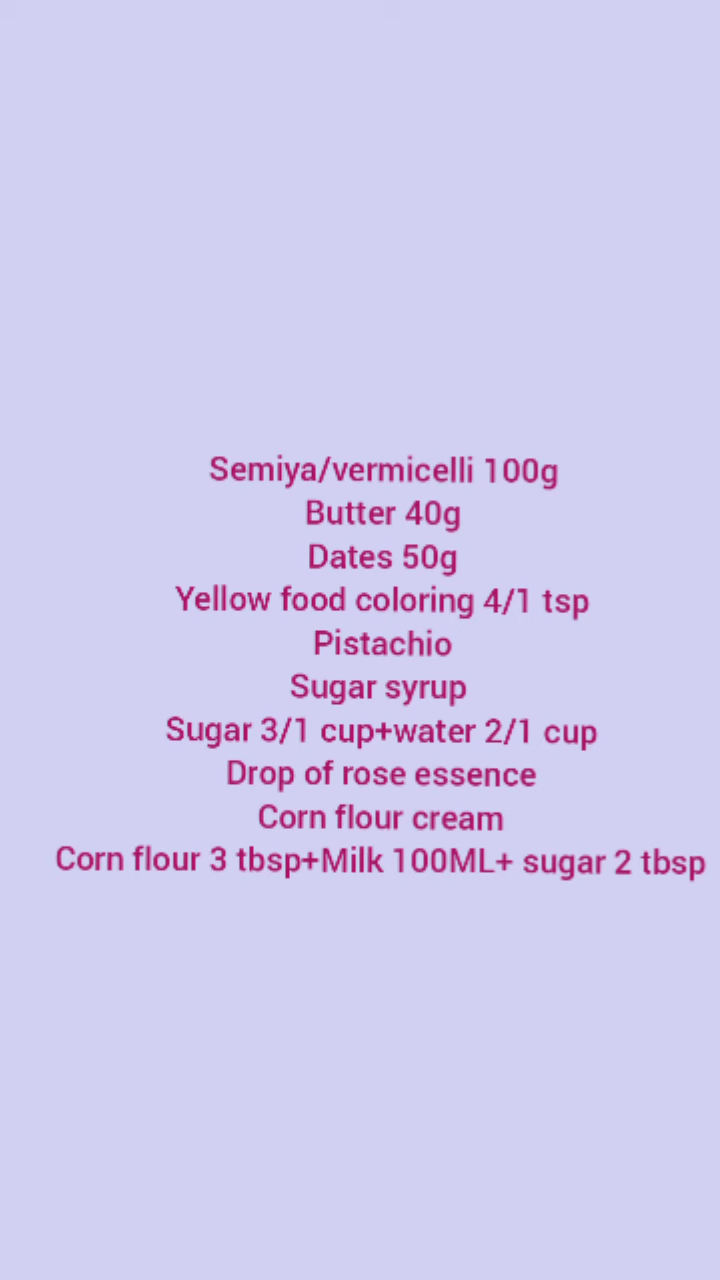 Semiya/vermicelli 100g
Butter 40g
Dates 50g
Yellow food coloring 4/1 tsp
Pistachio
Sugar syrup
Sugar 3/1 cup+water 2/1 cup
Drop of rose essence
Corn flour cream
Corn flour 3 tbsp+Milk 100ML+ sugar 2 tbsp